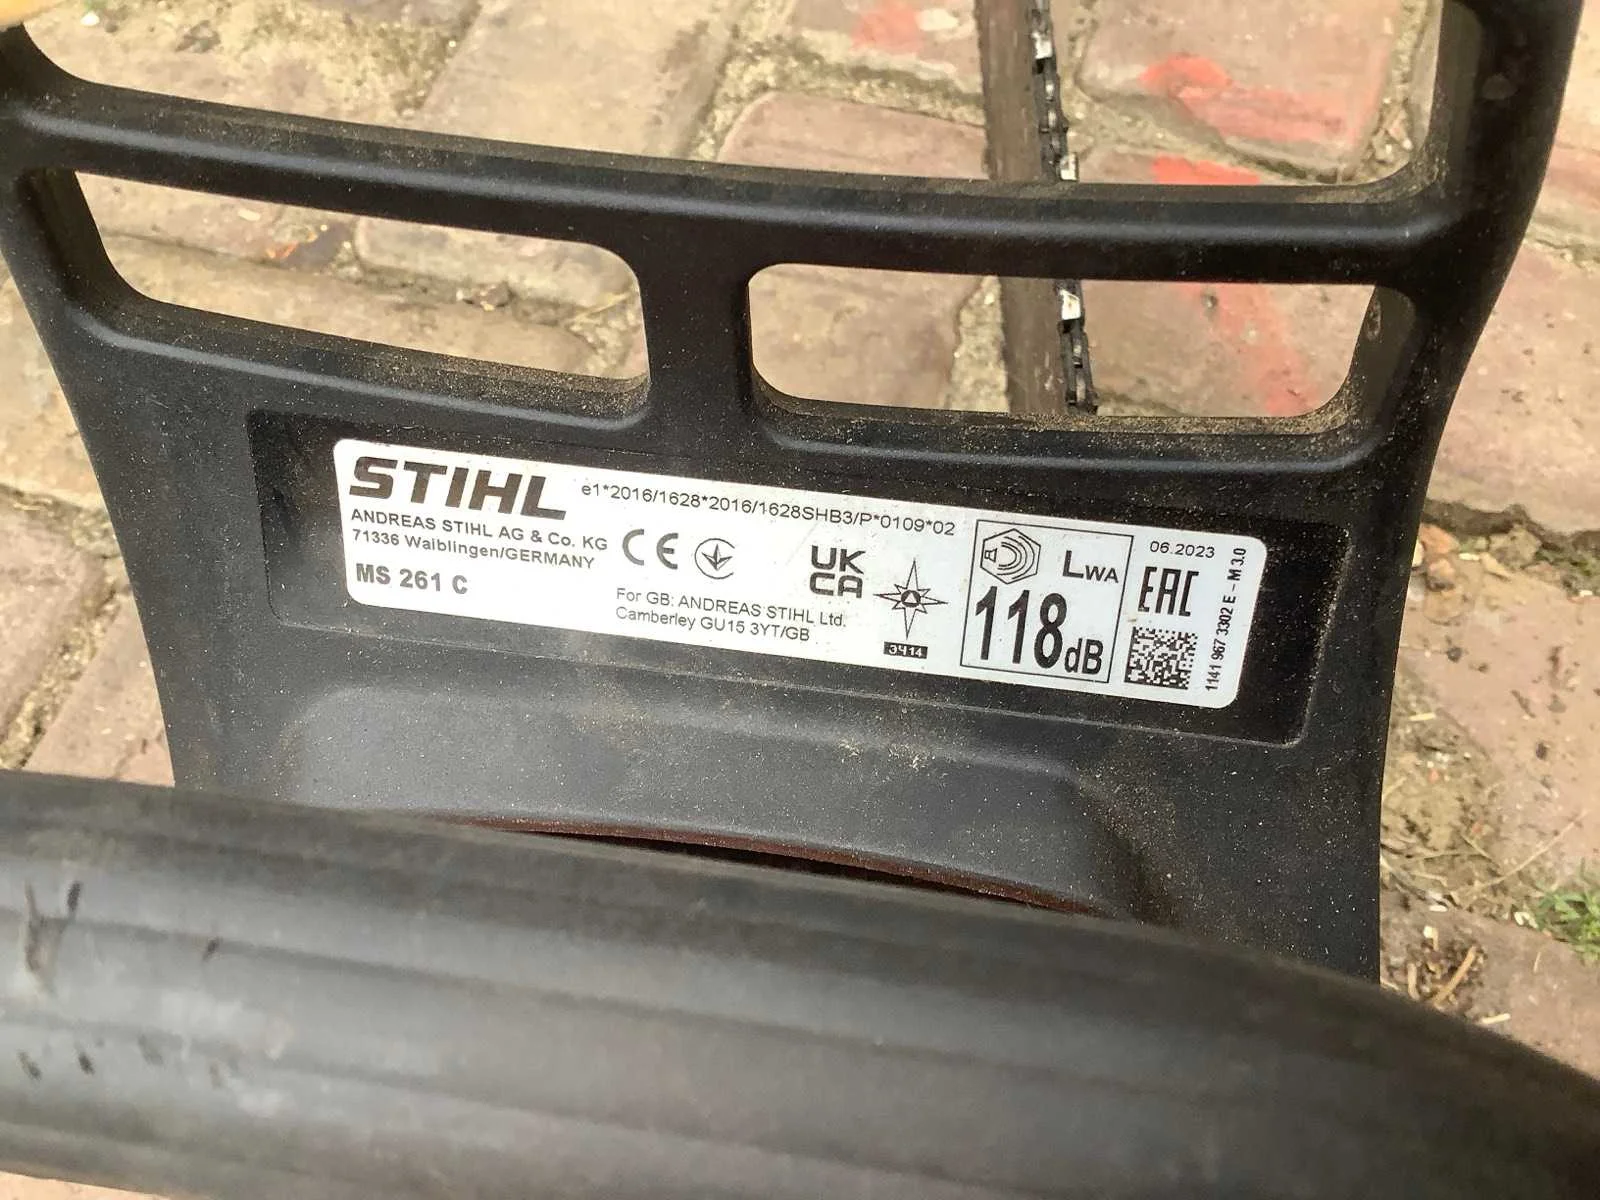 STIHL e1*2016/1628*2016/1628SHB3/P*0109*02
ANDREAS STIHL AG & Co. KG
71336 Waiblingen/GERMANY
MS 261 C
CE
For GB: ANDREAS STIHL Ltd.
Camberley GU15 3YT/GB
UK
CA
ЭЧ14
LWA
118dB
06.2023
EAC
1141 967 3302 E - M 3.0